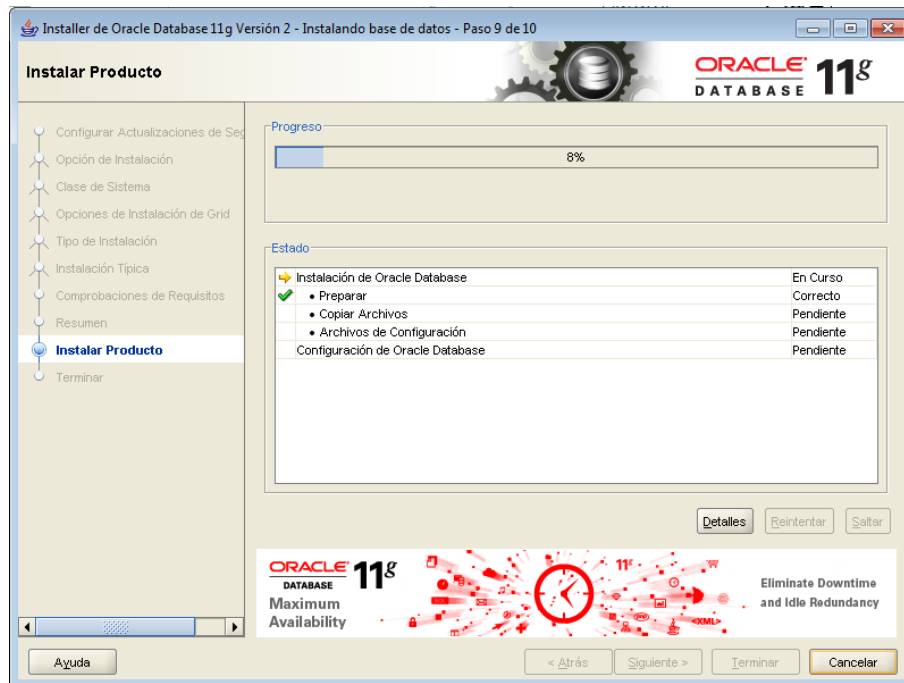 Installer de Oracle Database 11g Versión 2 - Instalando base de datos - Paso 9 de 10
Instalar Producto
ORACLE
DATABASE
11g
Configurar Actualizaciones de Seg
Opción de Instalación
Clase de Sistema
Opciones de Instalación de Grid
Tipo de Instalación
Instalación Típica
Comprobaciones de Requisitos
Resumen
Instalar Producto
Terminar
Progreso
8%
Estado
Instalación de Oracle Database En Curso
• Preparar Correcto
• Copiar Archivos Pendiente
• Archivos de Configuración Pendiente
Configuración de Oracle Database Pendiente
Detalles Reintentar Saltar
ORACLE
DATABASE
11g
Maximum
Availability
11g
<XML>
Eliminate Downtime
and Idle Redundancy
Ayuda < Atrás Siguiente > Terminar Cancelar